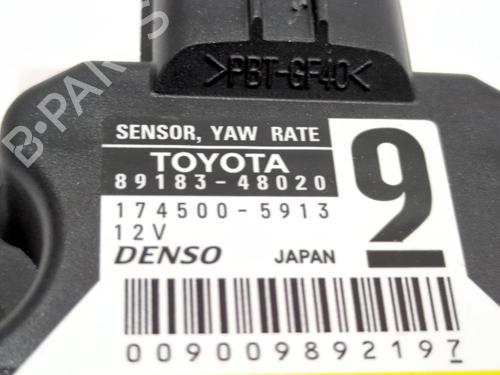 >PBT-GF40<
SENSOR, YAW RATE
TOYOTA
89183-48020
174500-5913
12V
DENSO JAPAN
9
009009892197
B-PARTS